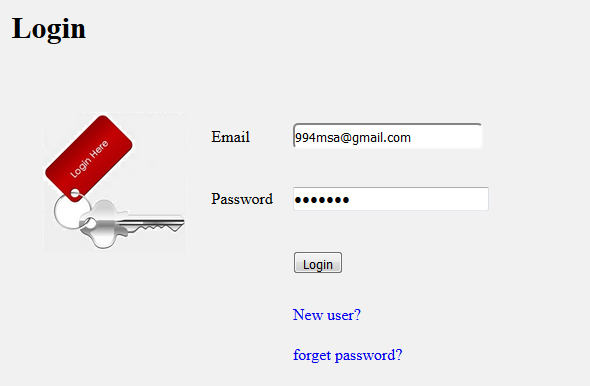 Login
Login Here
Email
994msa@gmail.com
Password
•••••••
Login
New user?
forget password?